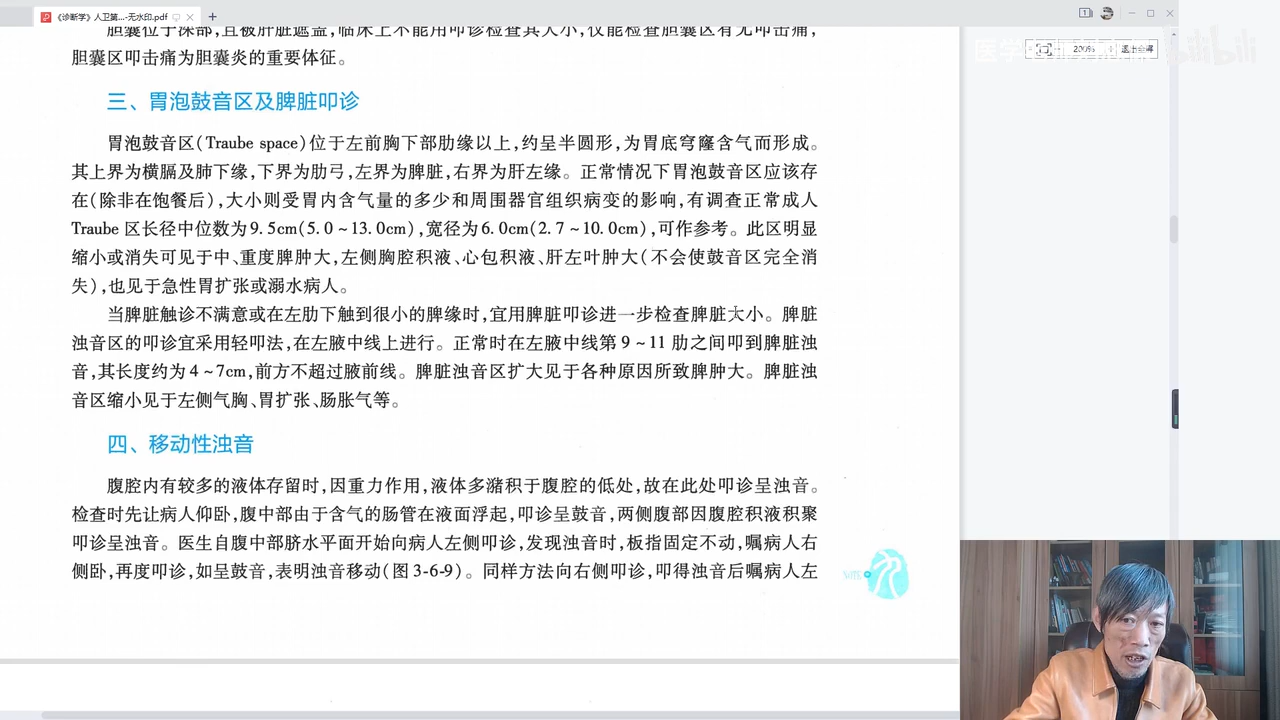 《诊断学》人卫第...-无水印.pdf
胆囊位于深部,且被肝脏遮盖,临床上不能用叩诊检查其大小,仅能检查胆囊区有无叩击痛,
胆囊区叩击痛为胆囊炎的重要体征。
200%
bilibili
三、胃泡鼓音区及脾脏叩诊
胃泡鼓音区(Traube space)位于左前胸下部肋缘以上,约呈半圆形,为胃底穹窿含气而形成。
其上界为横膈及肺下缘,下界为肋弓,左界为脾脏,右界为肝左缘。正常情况下胃泡鼓音区应该存
在(除非在饱餐后),大小则受胃内含气量的多少和周围器官组织病变的影响,有调查正常成人
Traube 区长径中位数为9.5cm(5.0~13.0cm),宽径为6.0cm(2.7~10.0cm),可作参考。此区明显
缩小或消失可见于中、重度脾肿大,左侧胸腔积液、心包积液、肝左叶肿大(不会使鼓音区完全消
失),也见于急性胃扩张或溺水病人。
当脾脏触诊不满意或在左肋下触到很小的脾缘时,宜用脾脏叩诊进一步检查脾脏大小。脾脏
浊音区的叩诊宜采用轻叩法,在左腋中线上进行。正常时在左腋中线第9~11肋之间叩到脾脏浊
音,其长度约为4~7cm,前方不超过腋前线。脾脏浊音区扩大见于各种原因所致脾肿大。脾脏浊
音区缩小见于左侧气胸、胃扩张、肠胀气等。
四、移动性浊音
腹腔内有较多的液体存留时,因重力作用,液体多潴积于腹腔的低处,故在此处叩诊呈浊音。
检查时先让病人仰卧,腹中部由于含气的肠管在液面浮起,叩诊呈鼓音,两侧腹部因腹腔积液积聚
叩诊呈浊音。医生自腹中部脐水平面开始向病人左侧叩诊,发现浊音时,板指固定不动,嘱病人右
侧卧,再度叩诊,如呈鼓音,表明浊音移动(图3-6-9)。同样方法向右侧叩诊,叩得浊音后嘱病人左